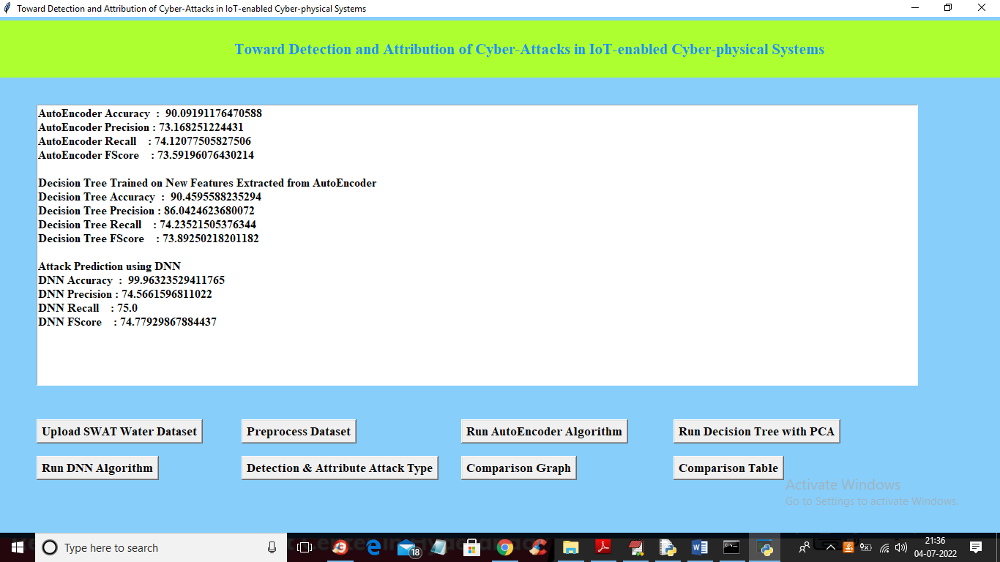 Toward Detection and Attribution of Cyber-Attacks in IoT-enabled Cyber-physical Systems
Toward Detection and Attribution of Cyber-Attacks in IoT-enabled Cyber-physical Systems
AutoEncoder Accuracy  :  90.09191176470588
AutoEncoder Precision : 73.168251224431
AutoEncoder Recall    : 74.12077505827506
AutoEncoder FScore    : 73.59196076430214
Decision Tree Trained on New Features Extracted from AutoEncoder
Decision Tree Accuracy  :  90.4595588235294
Decision Tree Precision : 86.0424623680072
Decision Tree Recall    : 74.23521505376344
Decision Tree FScore    : 73.89250218201182
Attack Prediction using DNN
DNN Accuracy  :  99.96323529411765
DNN Precision : 74.5661596811022
DNN Recall    : 75.0
DNN FScore    : 74.77929867884437
Upload SWAT Water Dataset Preprocess Dataset Run AutoEncoder Algorithm Run Decision Tree with PCA
Run DNN Algorithm Detection & Attribute Attack Type Comparison Graph Comparison Table
Activate Windows
Go to Settings to activate Windows.
Type here to search 18 21:36
04-07-2022